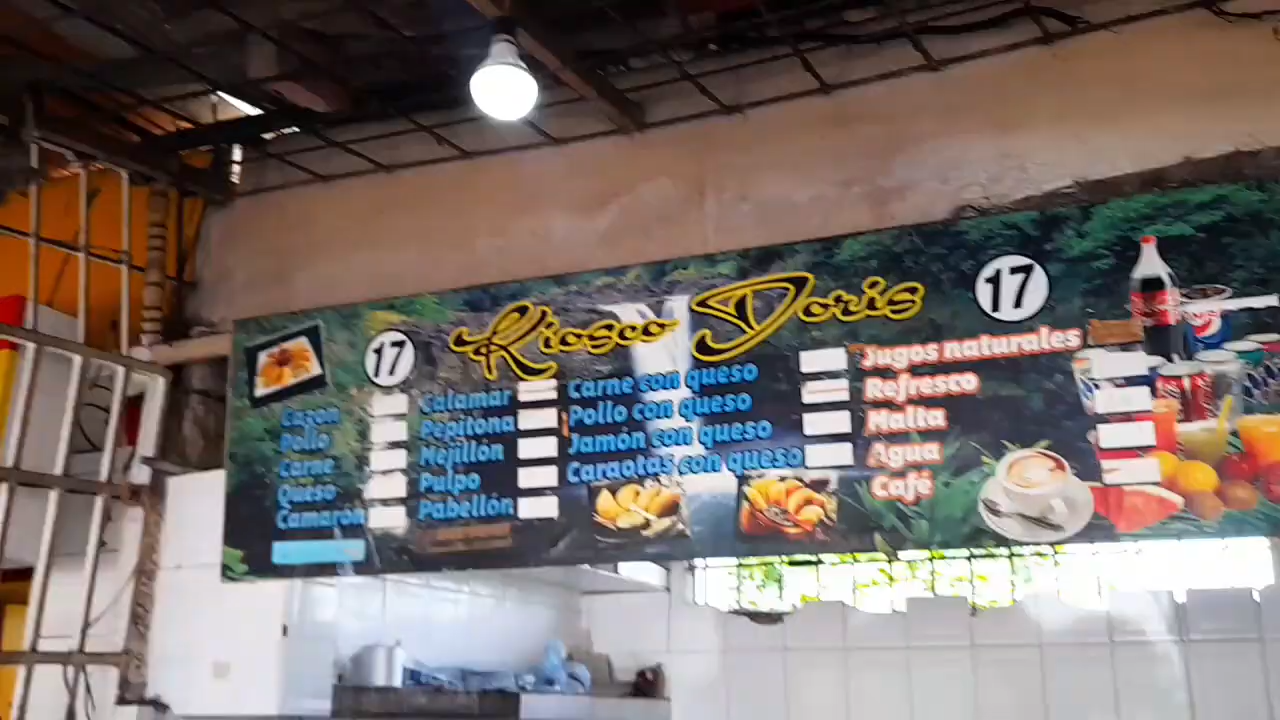 Kiosco Doris
17
17
Cazón
Pollo
Carne
Queso
Camarón
Calamar
Pepitona
Mejillón
Pulpo
Pabellón
Carne con queso
Pollo con queso
Jamón con queso
Caraotas con queso
Jugos naturales
Refresco
Malta
Agua
Café